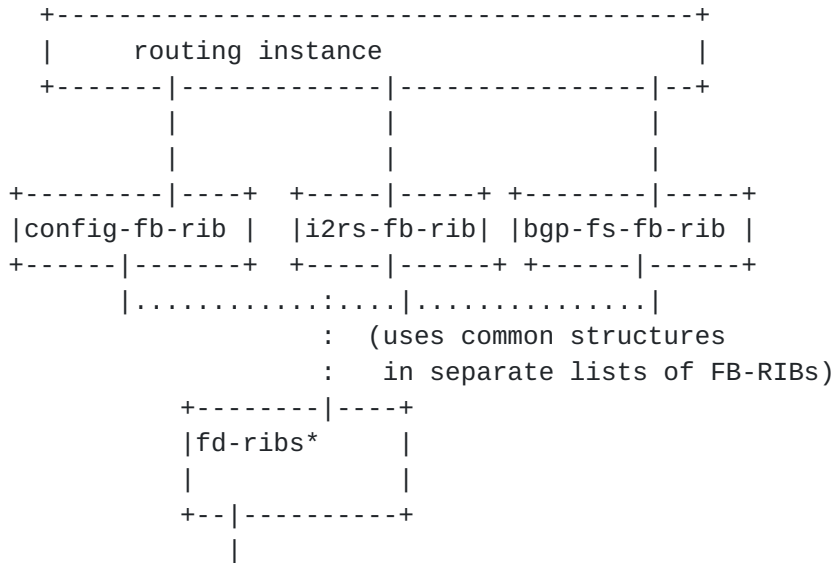 routing instance
config-fb-rib i2rs-fb-rib bgp-fs-fb-rib
(uses common structures
in separate lists of FB-RIBs)
fd-ribs*